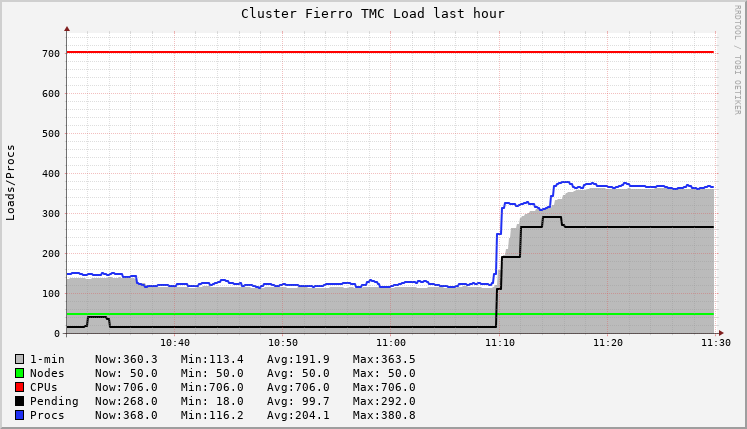 Cluster Fierro TMC Load last hour
RRDTOOL / TOBI OETIKER
Loads/Procs
700
600
500
400
300
200
100
0
10:40 10:50 11:00 11:10 11:20 11:30
1-min Now:360.3 Min:113.4 Avg:191.9 Max:363.5
Nodes Now: 50.0 Min: 50.0 Avg: 50.0 Max: 50.0
CPUs Now:706.0 Min:706.0 Avg:706.0 Max:706.0
Pending Now:268.0 Min: 18.0 Avg: 99.7 Max:292.0
Procs Now:368.0 Min:116.2 Avg:204.1 Max:380.8